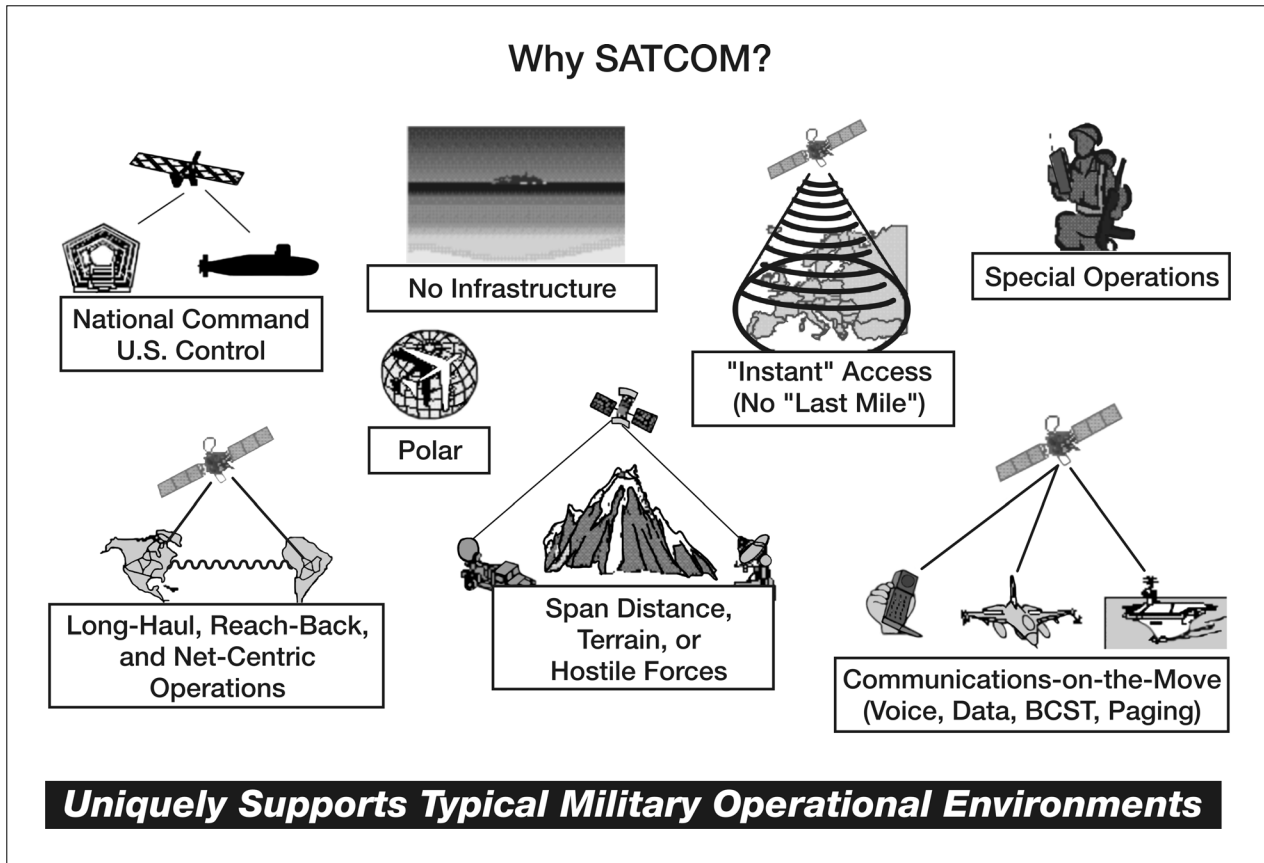 Why SATCOM?
National Command
U.S. Control
No Infrastructure
"Instant" Access
(No "Last Mile")
Special Operations
Polar
Long-Haul, Reach-Back,
and Net-Centric
Operations
Span Distance,
Terrain, or
Hostile Forces
Communications-on-the-Move
(Voice, Data, BCST, Paging)
Uniquely Supports Typical Military Operational Environments